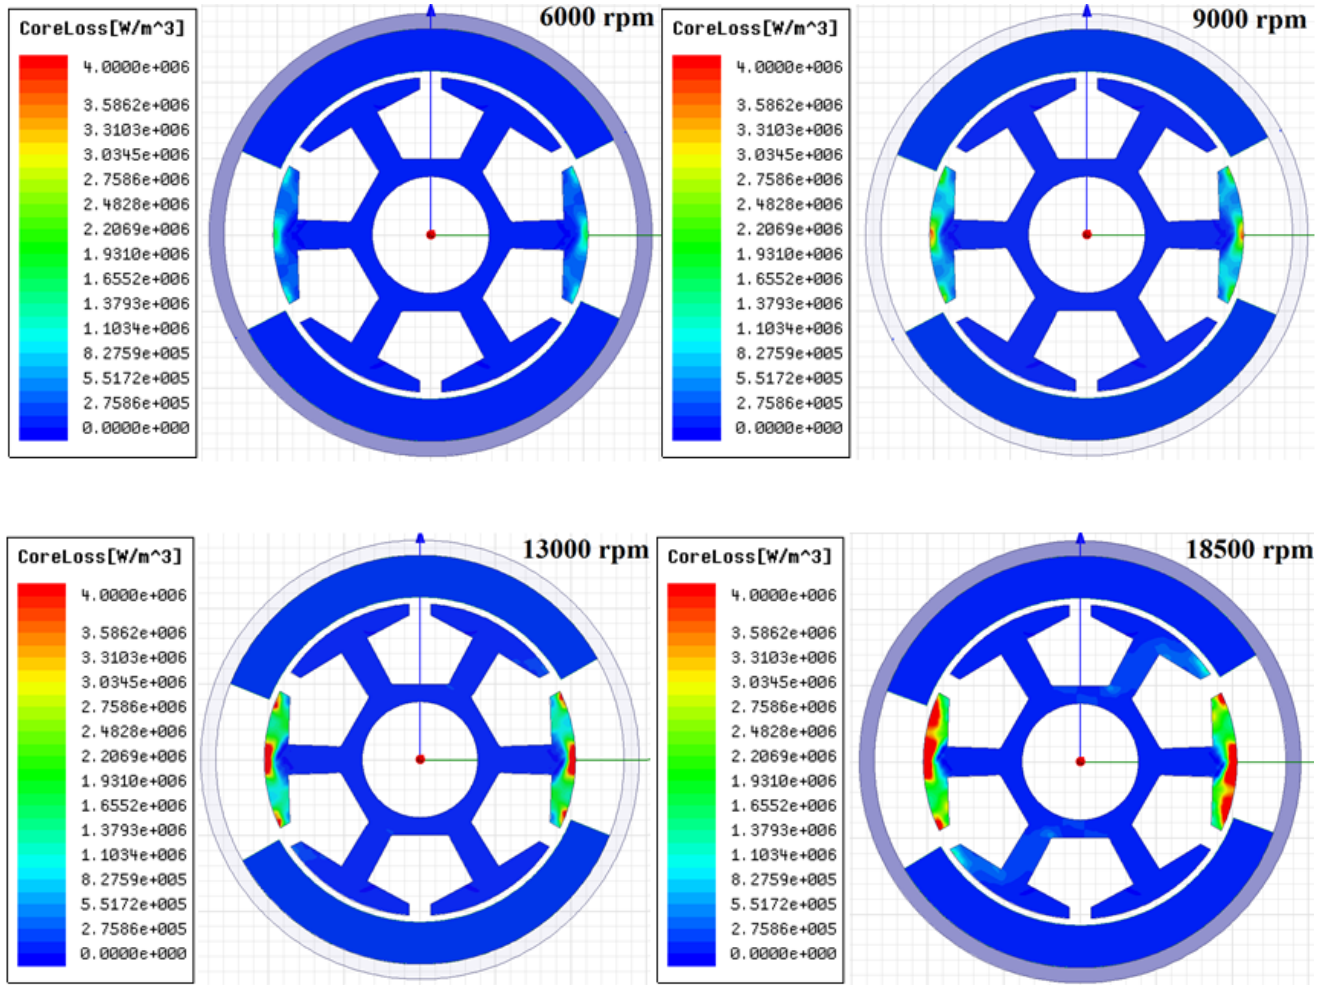 6000 rpm
CoreLoss[W/m^3]
4.0000e+006
3.5862e+006
3.3103e+006
3.0345e+006
2.7586e+006
2.4828e+006
2.2069e+006
1.9310e+006
1.6552e+006
1.3793e+006
1.1034e+006
8.2759e+005
5.5172e+005
2.7586e+005
0.0000e+000
9000 rpm
CoreLoss[W/m^3]
4.0000e+006
3.5862e+006
3.3103e+006
3.0345e+006
2.7586e+006
2.4828e+006
2.2069e+006
1.9310e+006
1.6552e+006
1.3793e+006
1.1034e+006
8.2759e+005
5.5172e+005
2.7586e+005
0.0000e+000
13000 rpm
CoreLoss[W/m^3]
4.0000e+006
3.5862e+006
3.3103e+006
3.0345e+006
2.7586e+006
2.4828e+006
2.2069e+006
1.9310e+006
1.6552e+006
1.3793e+006
1.1034e+006
8.2759e+005
5.5172e+005
2.7586e+005
0.0000e+000
18500 rpm
CoreLoss[W/m^3]
4.0000e+006
3.5862e+006
3.3103e+006
3.0345e+006
2.7586e+006
2.4828e+006
2.2069e+006
1.9310e+006
1.6552e+006
1.3793e+006
1.1034e+006
8.2759e+005
5.5172e+005
2.7586e+005
0.0000e+000